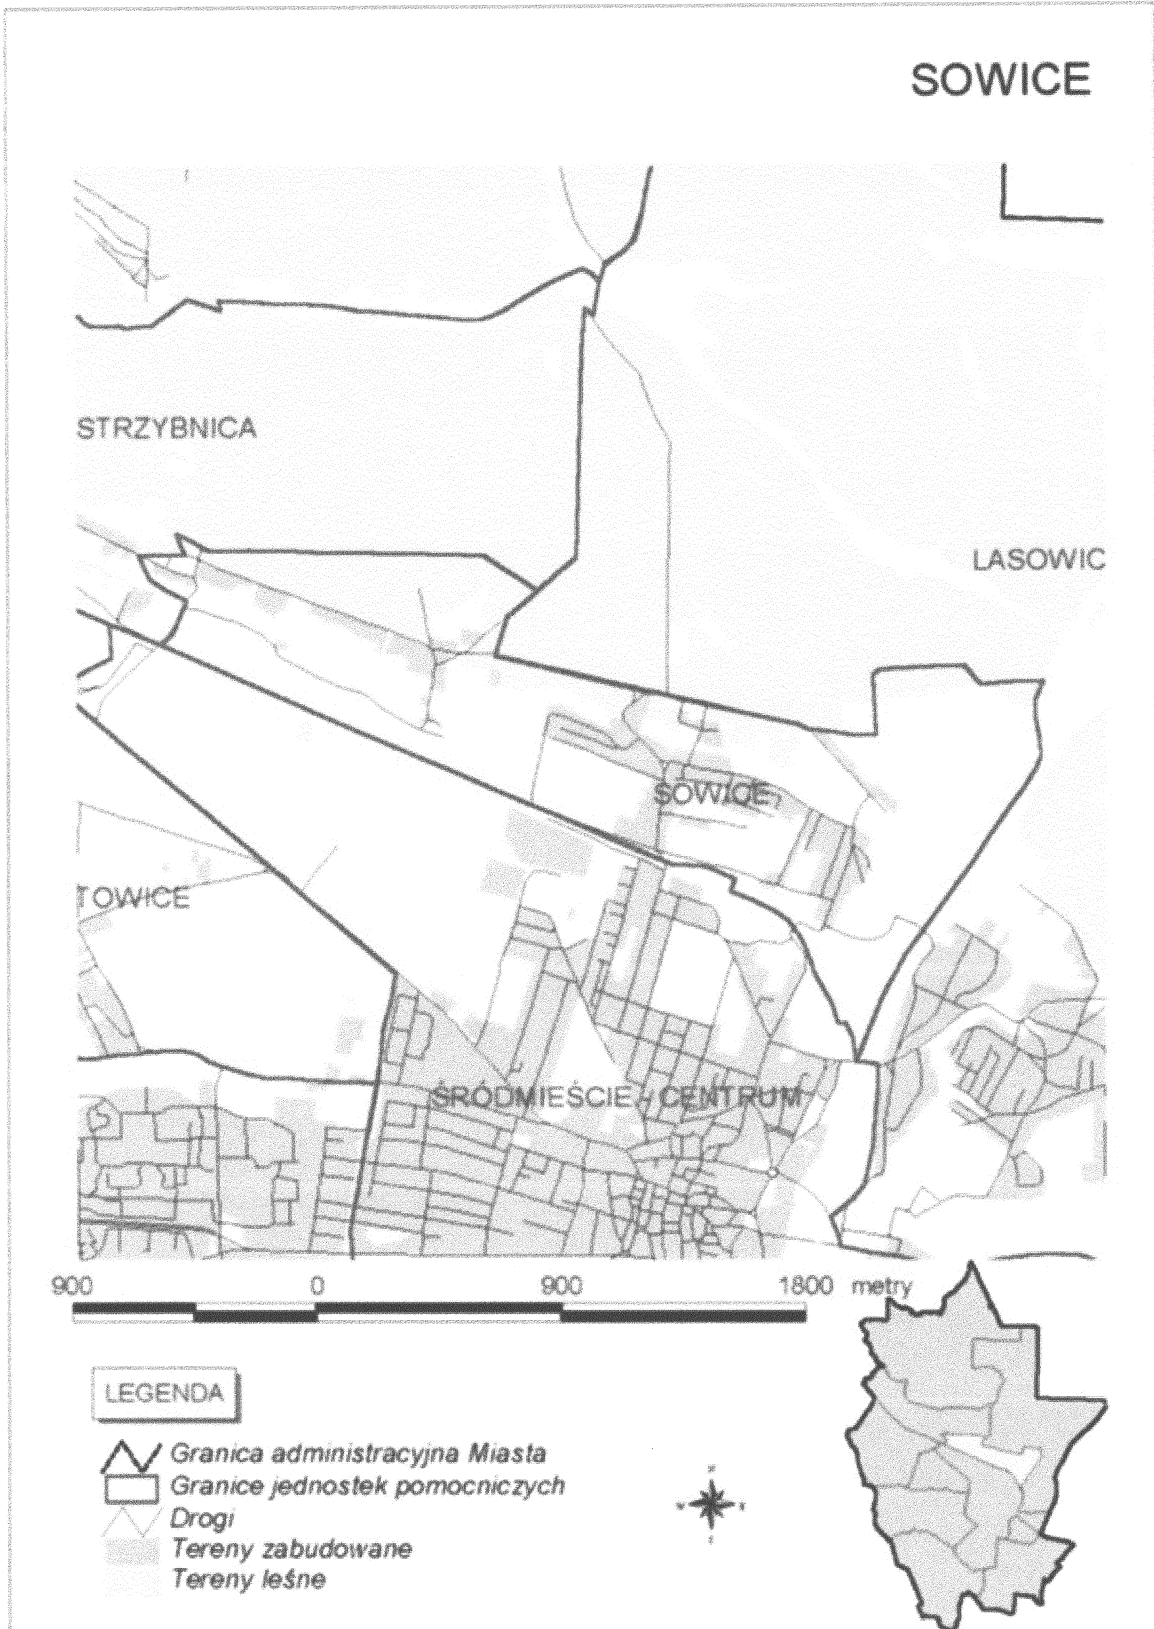 SOWICE
STRZYBNICA
LASOWIC
SOWICE
TOWICE
ŚRÓDMIEŚCIE - CENTRUM
900 0 900 1800 metry
LEGENDA
Granica administracyjna Miasta
Granice jednostek pomocniczych
Drogi
Tereny zabudowane
Tereny leśne